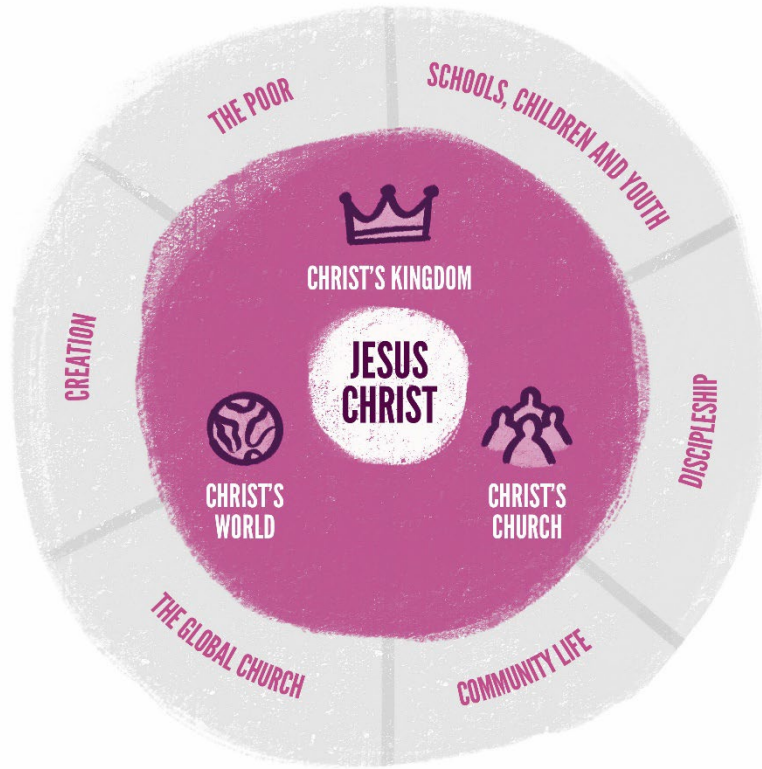 THE POOR
SCHOOLS, CHILDREN AND YOUTH
CHRIST'S KINGDOM
JESUS
CHRIST
CREATION
DISCIPLESHIP
CHRIST'S
WORLD
CHRIST'S
CHURCH
THE GLOBAL CHURCH
COMMUNITY LIFE